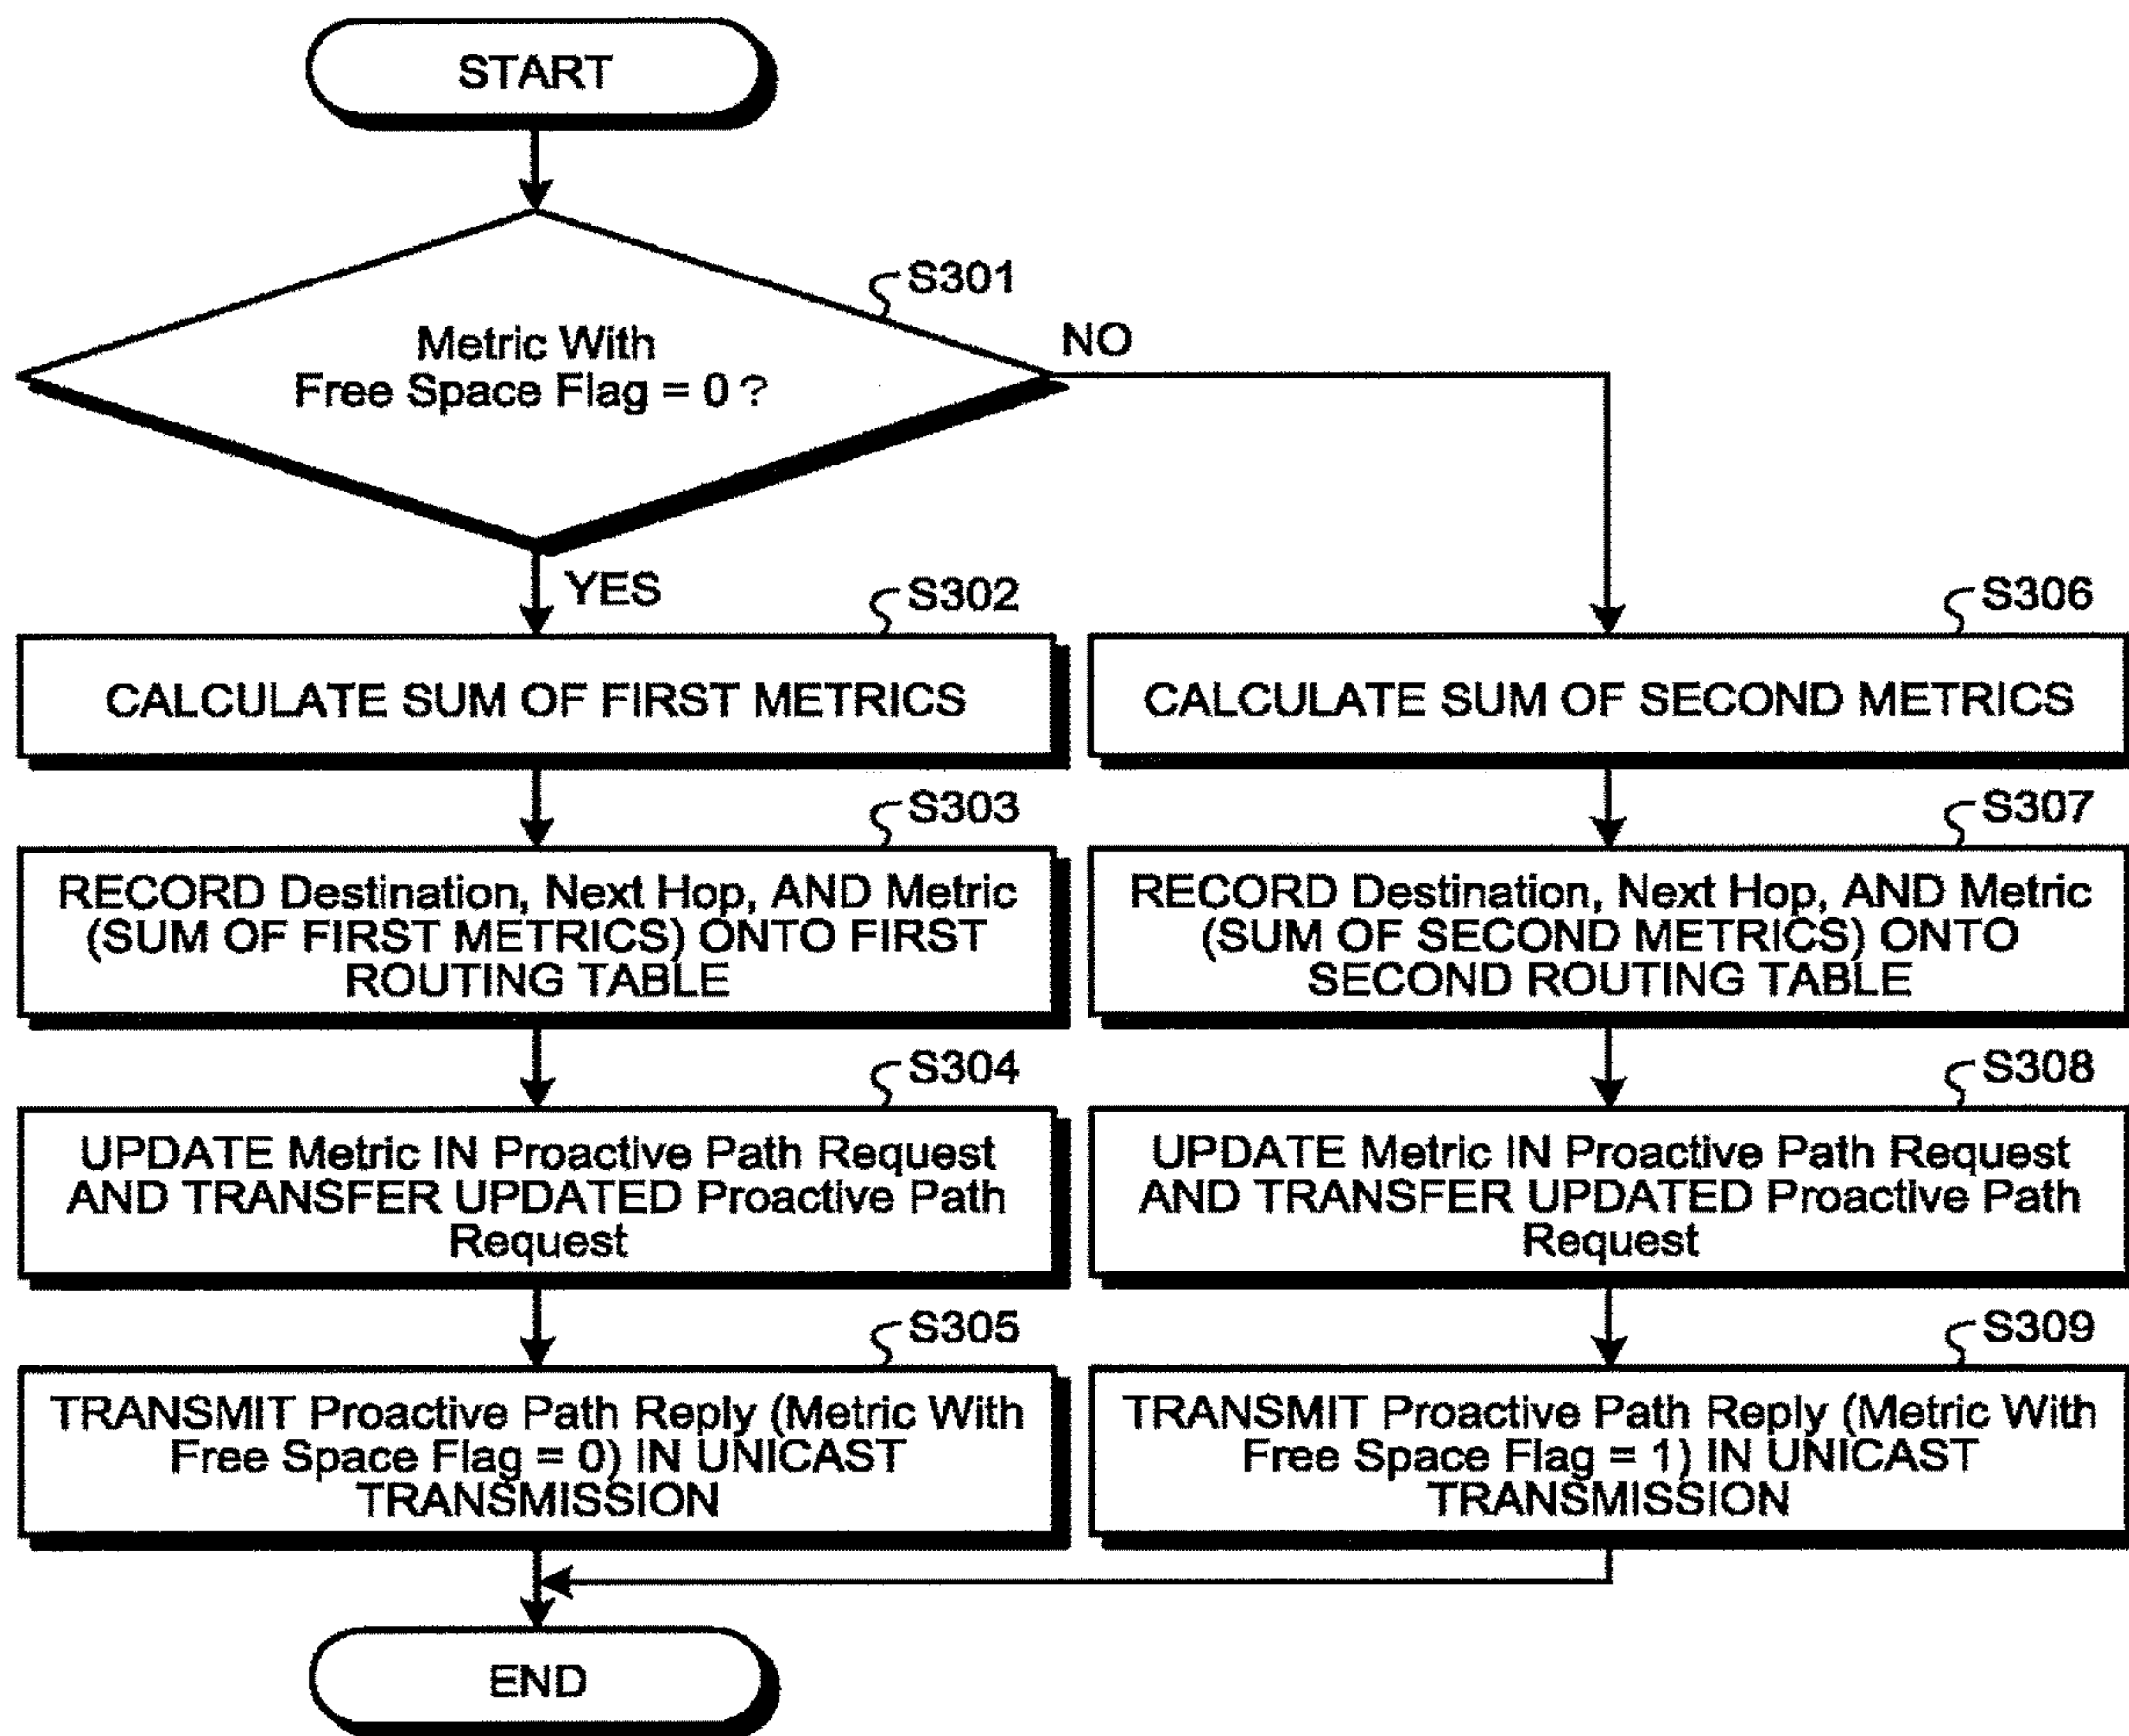 START
S301
Metric With
Free Space Flag = 0 ?
NO
YES
S302
CALCULATE SUM OF FIRST METRICS
S303
RECORD Destination, Next Hop, AND Metric
(SUM OF FIRST METRICS) ONTO FIRST
ROUTING TABLE
S304
UPDATE Metric IN Proactive Path Request
AND TRANSFER UPDATED Proactive Path
Request
S305
TRANSMIT Proactive Path Reply (Metric With
Free Space Flag = 0) IN UNICAST
TRANSMISSION
S306
CALCULATE SUM OF SECOND METRICS
S307
RECORD Destination, Next Hop, AND Metric
(SUM OF SECOND METRICS) ONTO
SECOND ROUTING TABLE
S308
UPDATE Metric IN Proactive Path Request
AND TRANSFER UPDATED Proactive Path
Request
S309
TRANSMIT Proactive Path Reply (Metric With
Free Space Flag = 1) IN UNICAST
TRANSMISSION
END